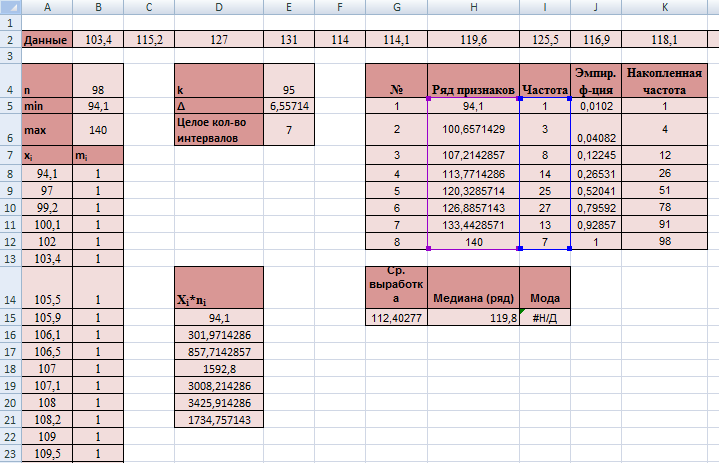 A B C D E F G H I J K
1
2 Данные 103,4 115,2 127 131 114 114,1 119,6 125,5 116,9 118,1
3
Эмпир. Накопленная
4 n 98 k 95 № Ряд признаков Частота ф-ция частота
5 min 94,1 Δ 6,55714 1 94,1 1 0,0102 1
6 max 140 Целое кол-во интервалов 7 2 100,6571429 3 0,04082 4
7 xi mi 3 107,2142857 8 0,12245 12
8 94,1 1 4 113,7714286 14 0,26531 26
9 97 1 5 120,3285714 25 0,52041 51
10 99,2 1 6 126,8857143 27 0,79592 78
11 100,1 1 7 133,4428571 13 0,92857 91
12 102 1 8 140 7 1 98
13 103,4 1
Ср.
выработк
14 105,5 1 Xi*ni а Медиана (ряд) Мода
15 105,9 1 94,1 112,40277 119,8 #Н/Д
16 106,1 1 301,9714286
17 106,5 1 857,7142857
18 107 1 1592,8
19 107,1 1 3008,214286
20 108 1 3425,914286
21 108,2 1 1734,757143
22 109 1
23 109,5 1